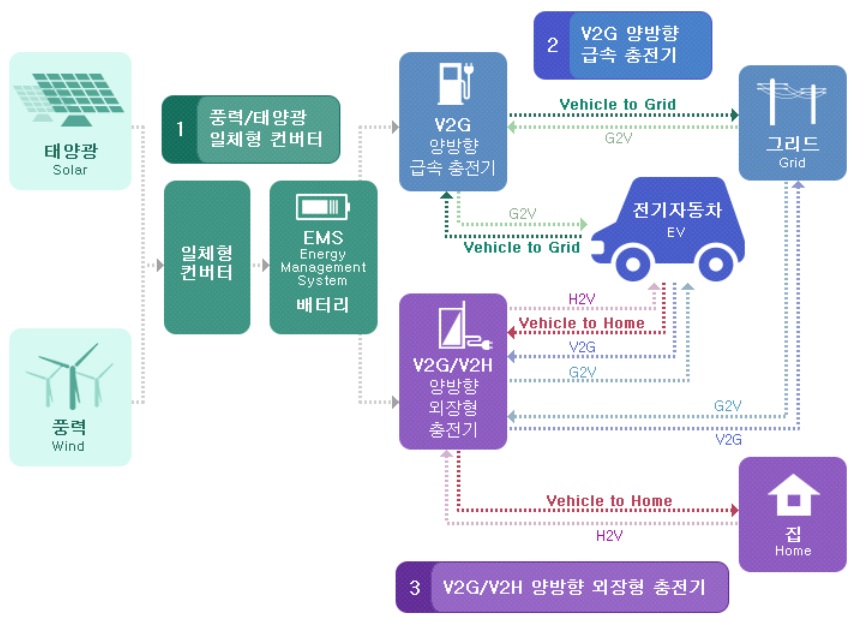 태양광
Solar
1
풍력/태양광
일체형 컨버터
2
V2G 양방향
급속 충전기
V2G
양방향
급속 충전기
Vehicle to Grid
G2V
그리드
Grid
일체형
컨버터
EMS
Energy
Management
System
배터리
G2V
Vehicle to Grid
전기자동차
EV
풍력
Wind
V2G/V2H
양방향
외장형
충전기
H2V
Vehicle to Home
V2G
G2V
G2V
V2G
Vehicle to Home
H2V
집
Home
3
V2G/V2H 양방향 외장형 충전기